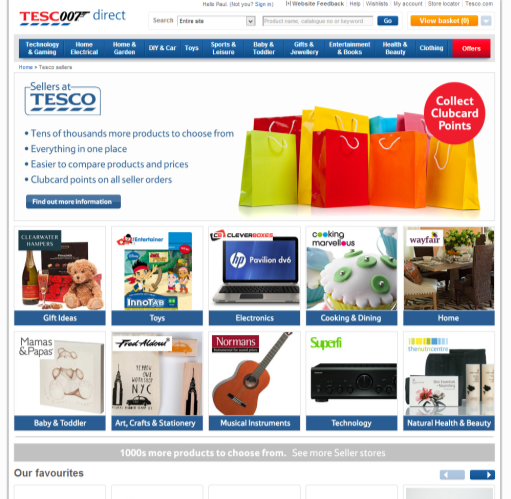 Hello Paul (Not you? Sign in) [+] Website Feedback | Help | Wishlists | My account | Store locator | Tesco.com
TESC007 direct
Search Entire site Product name, catalogue no or keyword Go View basket (0)
Technology & Gaming Home Electrical Home & Garden DIY & Car Toys Sports & Leisure Baby & Toddler Gifts & Jewellery Entertainment & Books Health & Beauty Clothing Offers
Home > Tesco sellers
Sellers at
TESCO
Collect
Clubcard
Points
• Tens of thousands more products to choose from
• Everything in one place
• Easier to compare products and prices
• Clubcard points on all seller orders
Find out more information
CLEARWATER
HAMPERS
Gift Ideas
the Entertainer
Disney
INNOTAB
Toys
CB CLEVERBOXES
hp Pavilion dv6
Electronics
cooking
marvellous
Cooking & Dining
wayfair
Home
Mamas
&Papas
Baby & Toddler
Fred Aldous
NYC
Art, Crafts & Stationery
Normans
Musical Instruments
Superfi
Technology
thenutricentre
Natural Health & Beauty
1000s more products to choose from. See more Seller stores
Our favourites